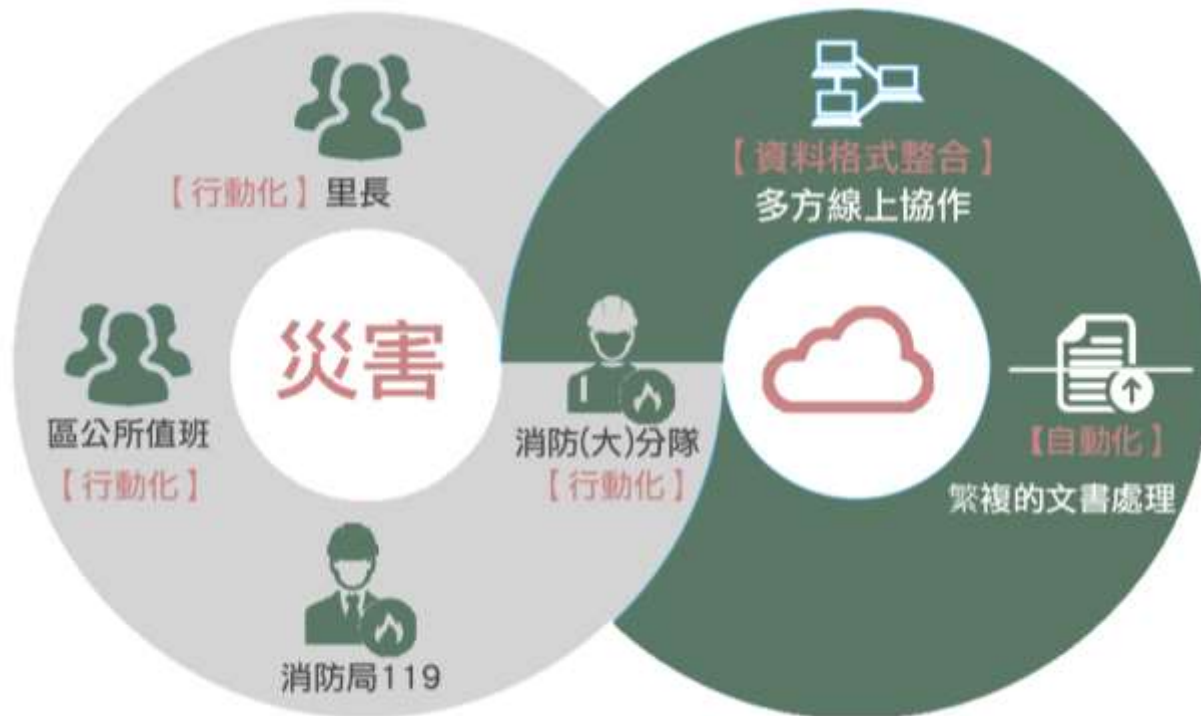 【行動化】里長
災害
區公所值班
【行動化】
消防(大)分隊
【行動化】
消防局119
【資料格式整合】
多方線上協作
【自動化】
繁複的文書處理